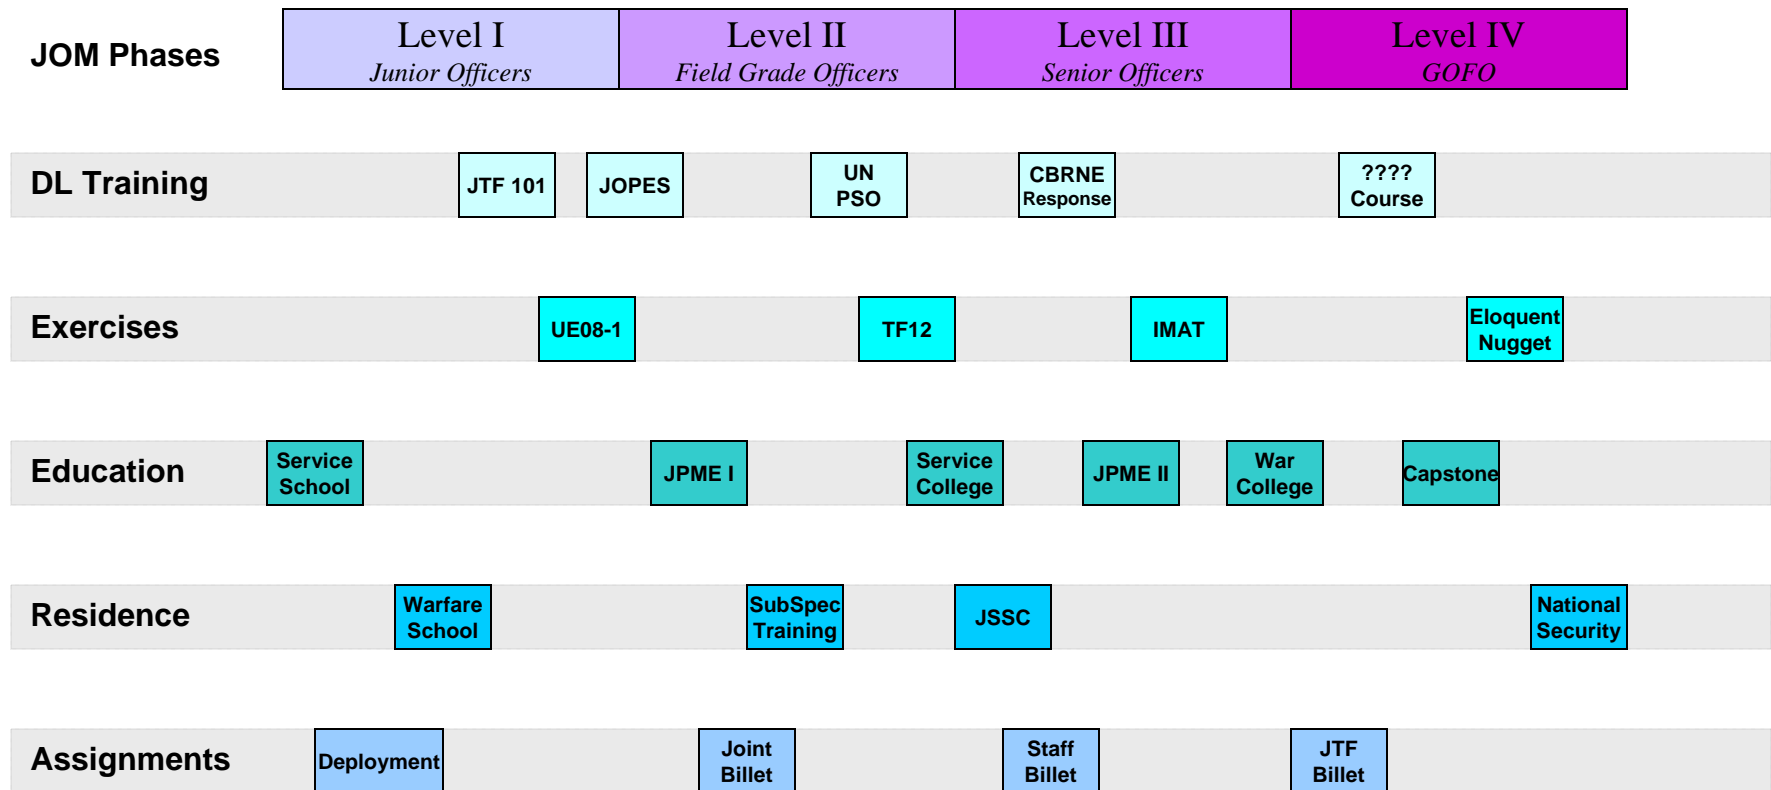 JOM Phases
Level I
Junior Officers
Level II
Field Grade Officers
Level III
Senior Officers
Level IV
GOFO
DL Training
JTF 101
JOPES
UN
PSO
CBRNE
Response
????
Course
Exercises
UE08-1
TF12
IMAT
Eloquent
Nugget
Education
Service
School
JPME I
Service
College
JPME II
War
College
Capstone
Residence
Warfare
School
SubSpec
Training
JSSC
National
Security
Assignments
Deployment
Joint
Billet
Staff
Billet
JTF
Billet